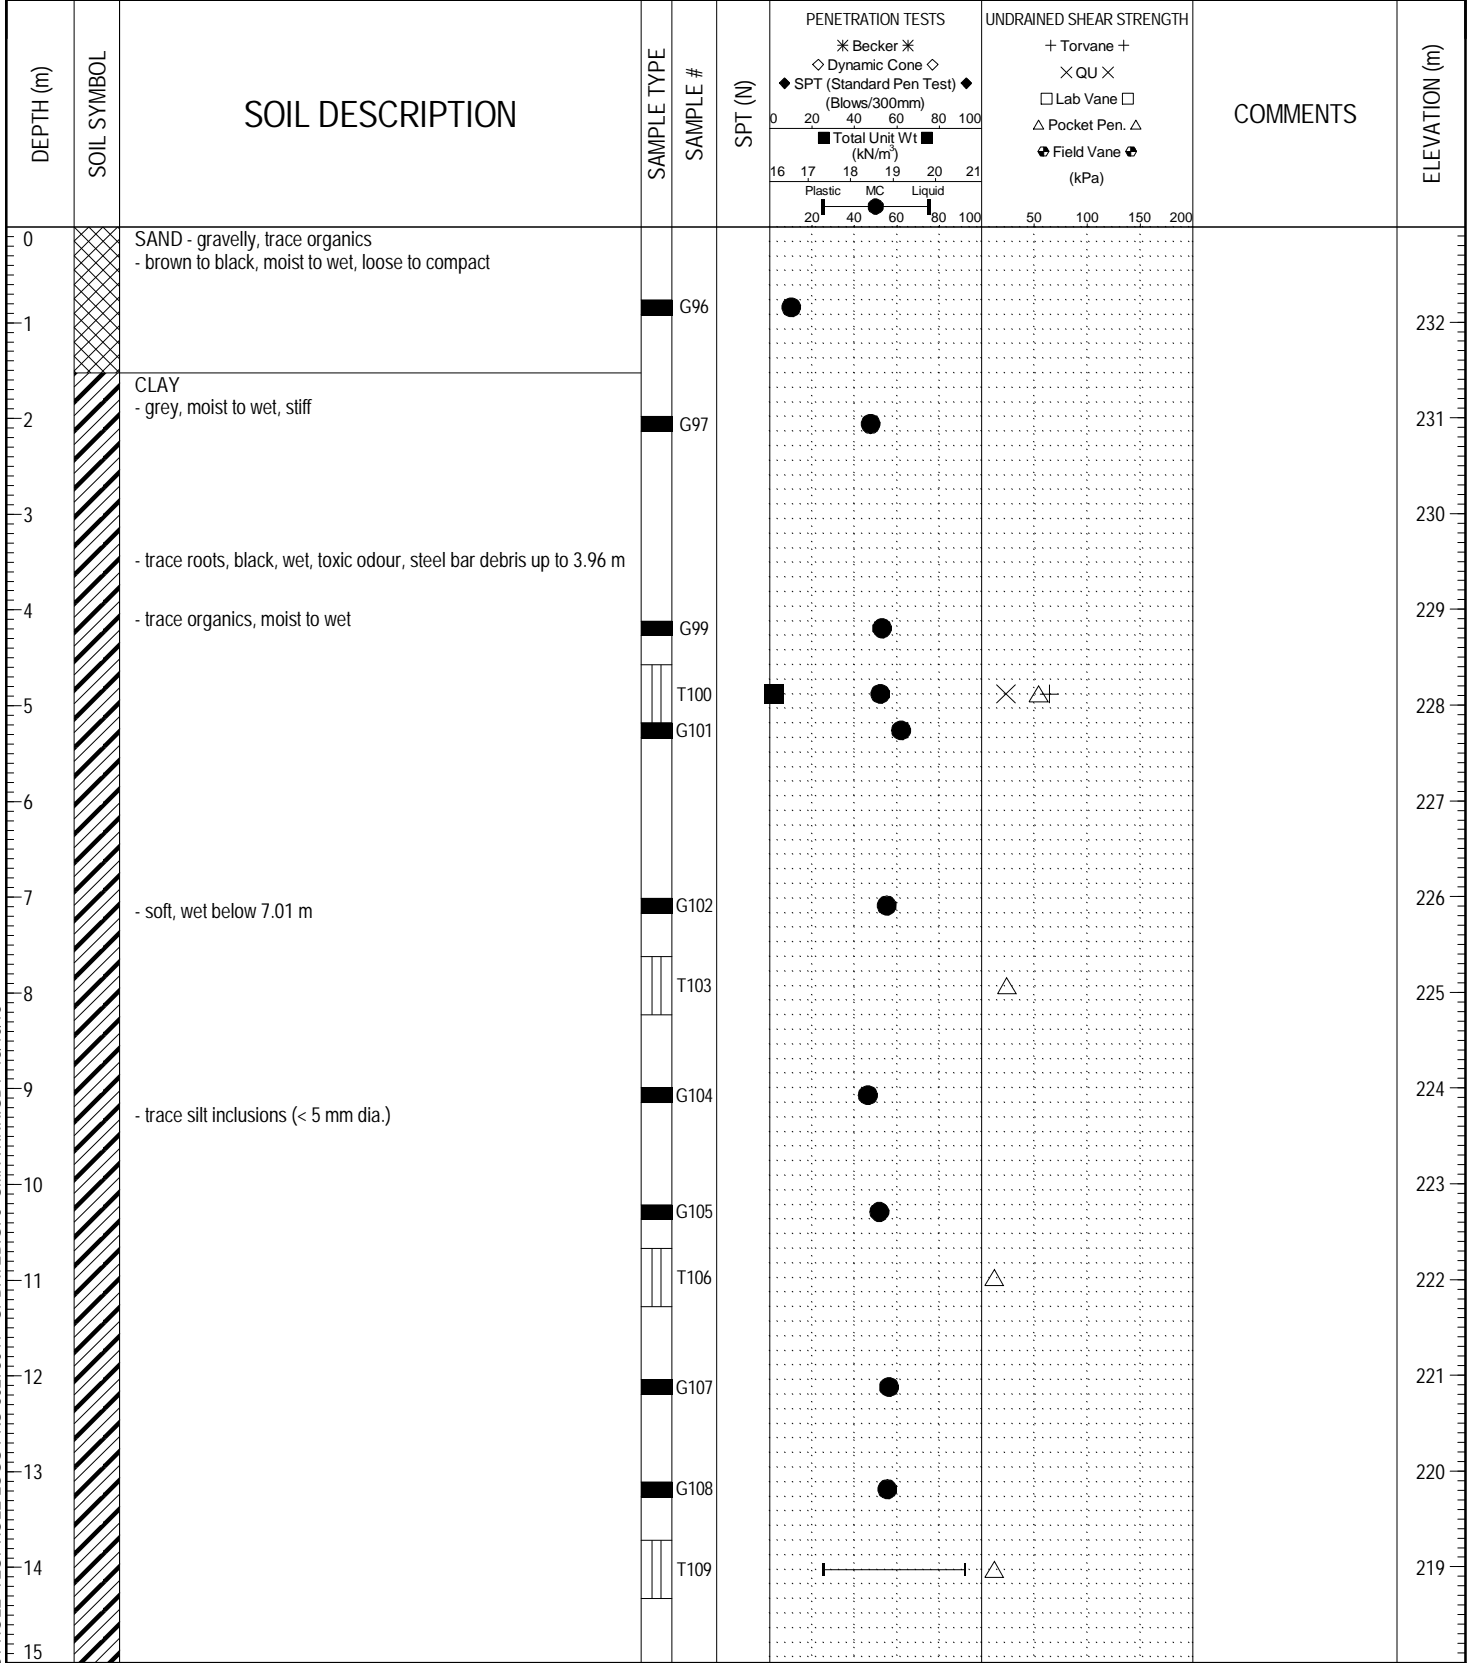 DEPTH (m)
SOIL SYMBOL
SOIL DESCRIPTION
SAMPLE TYPE
SAMPLE #
SPT (N)
PENETRATION TESTS
✳ Becker ✳
◇ Dynamic Cone ◇
◆ SPT (Standard Pen Test) ◆
(Blows/300mm)
0 20 40 60 80 100
■ Total Unit Wt ■
(kN/m³)
16 17 18 19 20 21
Plastic MC Liquid
20 40 60 80 100
UNDRAINED SHEAR STRENGTH
+ Torvane +
× QU ×
□ Lab Vane □
△ Pocket Pen. △
Field Vane
(kPa)
50 100 150 200
COMMENTS
ELEVATION (m)
0
SAND - gravelly, trace organics
- brown to black, moist to wet, loose to compact
G96
1
232
CLAY
- grey, moist to wet, stiff
2
G97
231
3
230
- trace roots, black, wet, toxic odour, steel bar debris up to 3.96 m
4
229
- trace organics, moist to wet
G99
T100
5
228
G101
6
227
7
226
- soft, wet below 7.01 m
G102
T103
8
225
9
224
G104
- trace silt inclusions (< 5 mm dia.)
10
223
G105
T106
11
222
12
221
G107
13
220
G108
14
T109
219
15